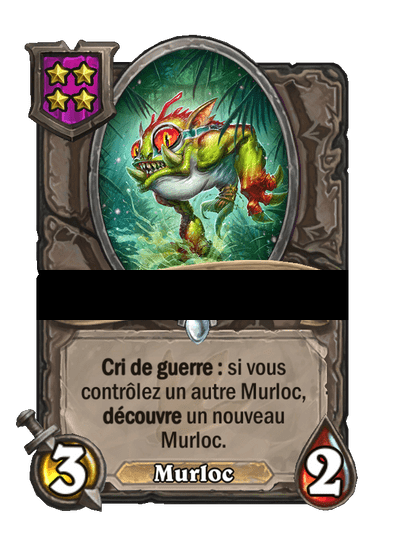 Cri de guerre : si vous
contrôlez un autre Murloc,
découvre un nouveau
Murloc.
3
Murloc
2